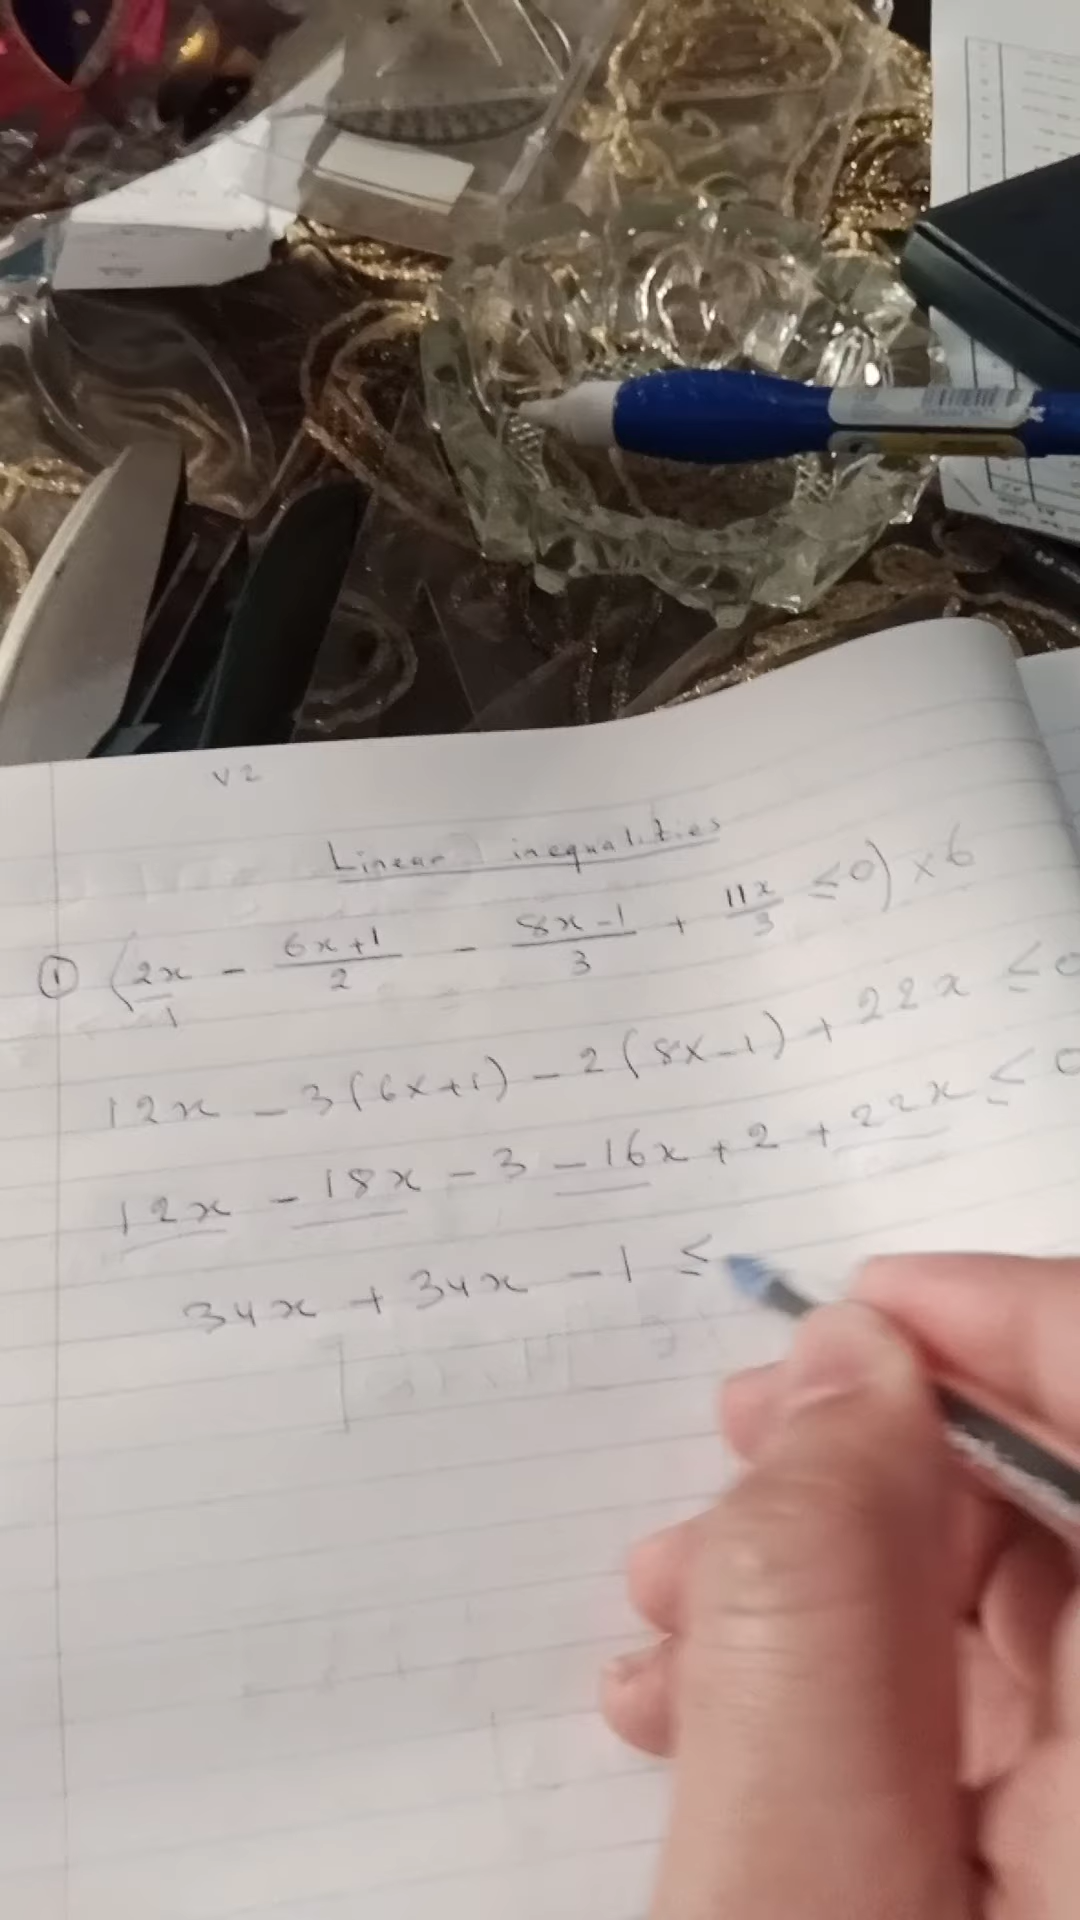 V2
Linear inequalities
① (2x/1 - 6x+1/2 - 8x-1/3 + 11x/3 ≤0) × 6
12x - 3(6x+1) - 2(8x-1) + 22x ≤ 0
12x - 18x - 3 - 16x + 2 + 22x ≤ 0
34x + 34x - 1 ≤